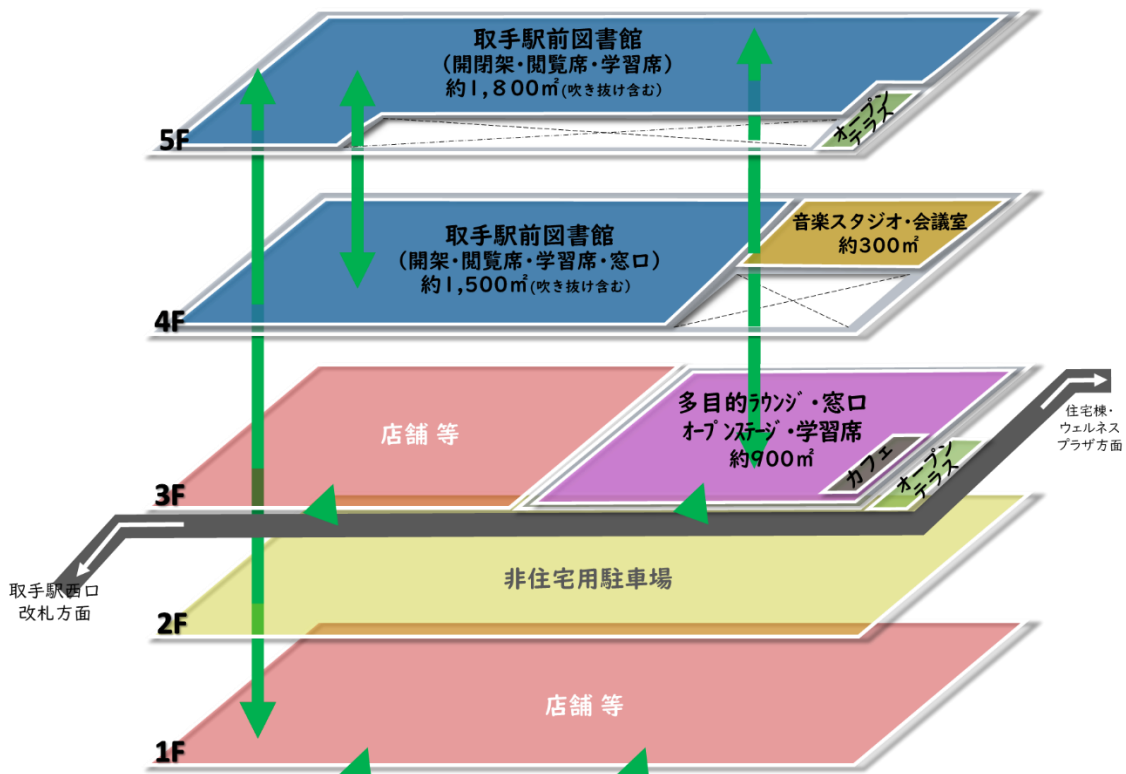 取手駅前図書館
(開閉架・閲覧席・学習席)
約1,800㎡(吹き抜け含む)
オープン
テラス
5F
取手駅前図書館
(開架・閲覧席・学習席・窓口)
約1,500㎡(吹き抜け含む)
音楽スタジオ・会議室
約300㎡
4F
店舗 等
多目的ﾗｳﾝｼﾞ・窓口
ｵｰﾌﾟﾝｽﾃｰｼﾞ・学習席
約900㎡
カフェ
オープン
テラス
3F
住宅棟・
ウェルネス
プラザ方面
取手駅西口
改札方面
非住宅用駐車場
2F
店舗 等
1F